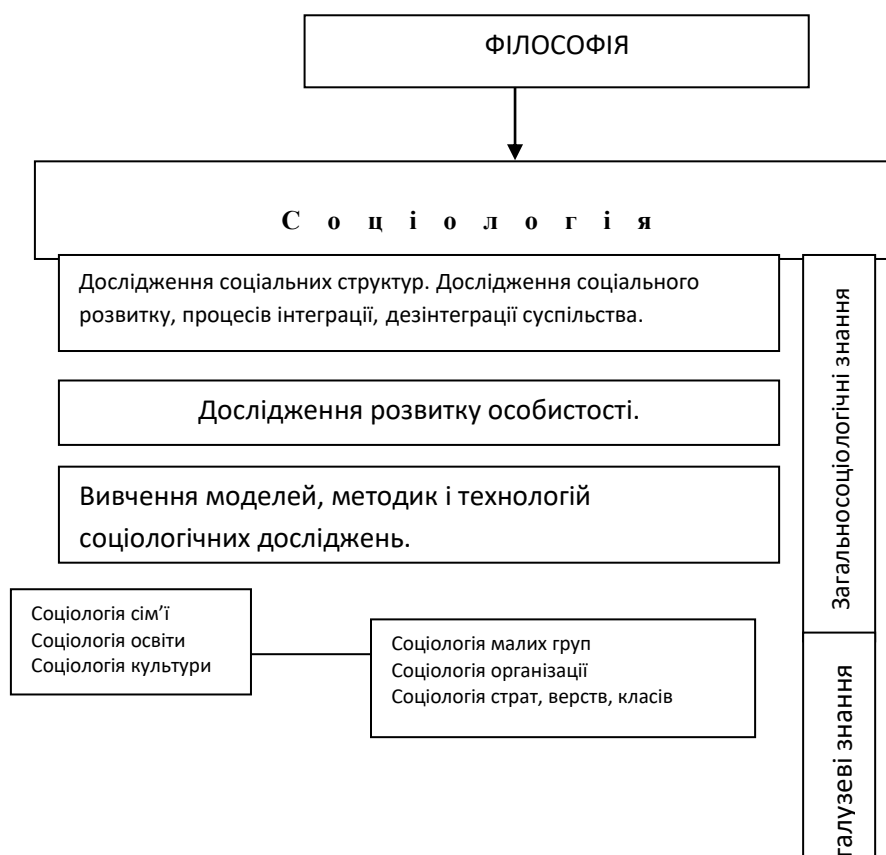 ФІЛОСОФІЯ
Соціологія
Дослідження соціальних структур. Дослідження соціального
розвитку, процесів інтеграції, дезінтеграції суспільства.
Дослідження розвитку особистості.
Вивчення моделей, методик і технологій
соціологічних досліджень.
Загальносоціологічні знання
Соціологія сім’ї
Соціологія освіти
Соціологія культури
Соціологія малих груп
Соціологія організації
Соціологія страт, верств, класів
галузеві знання